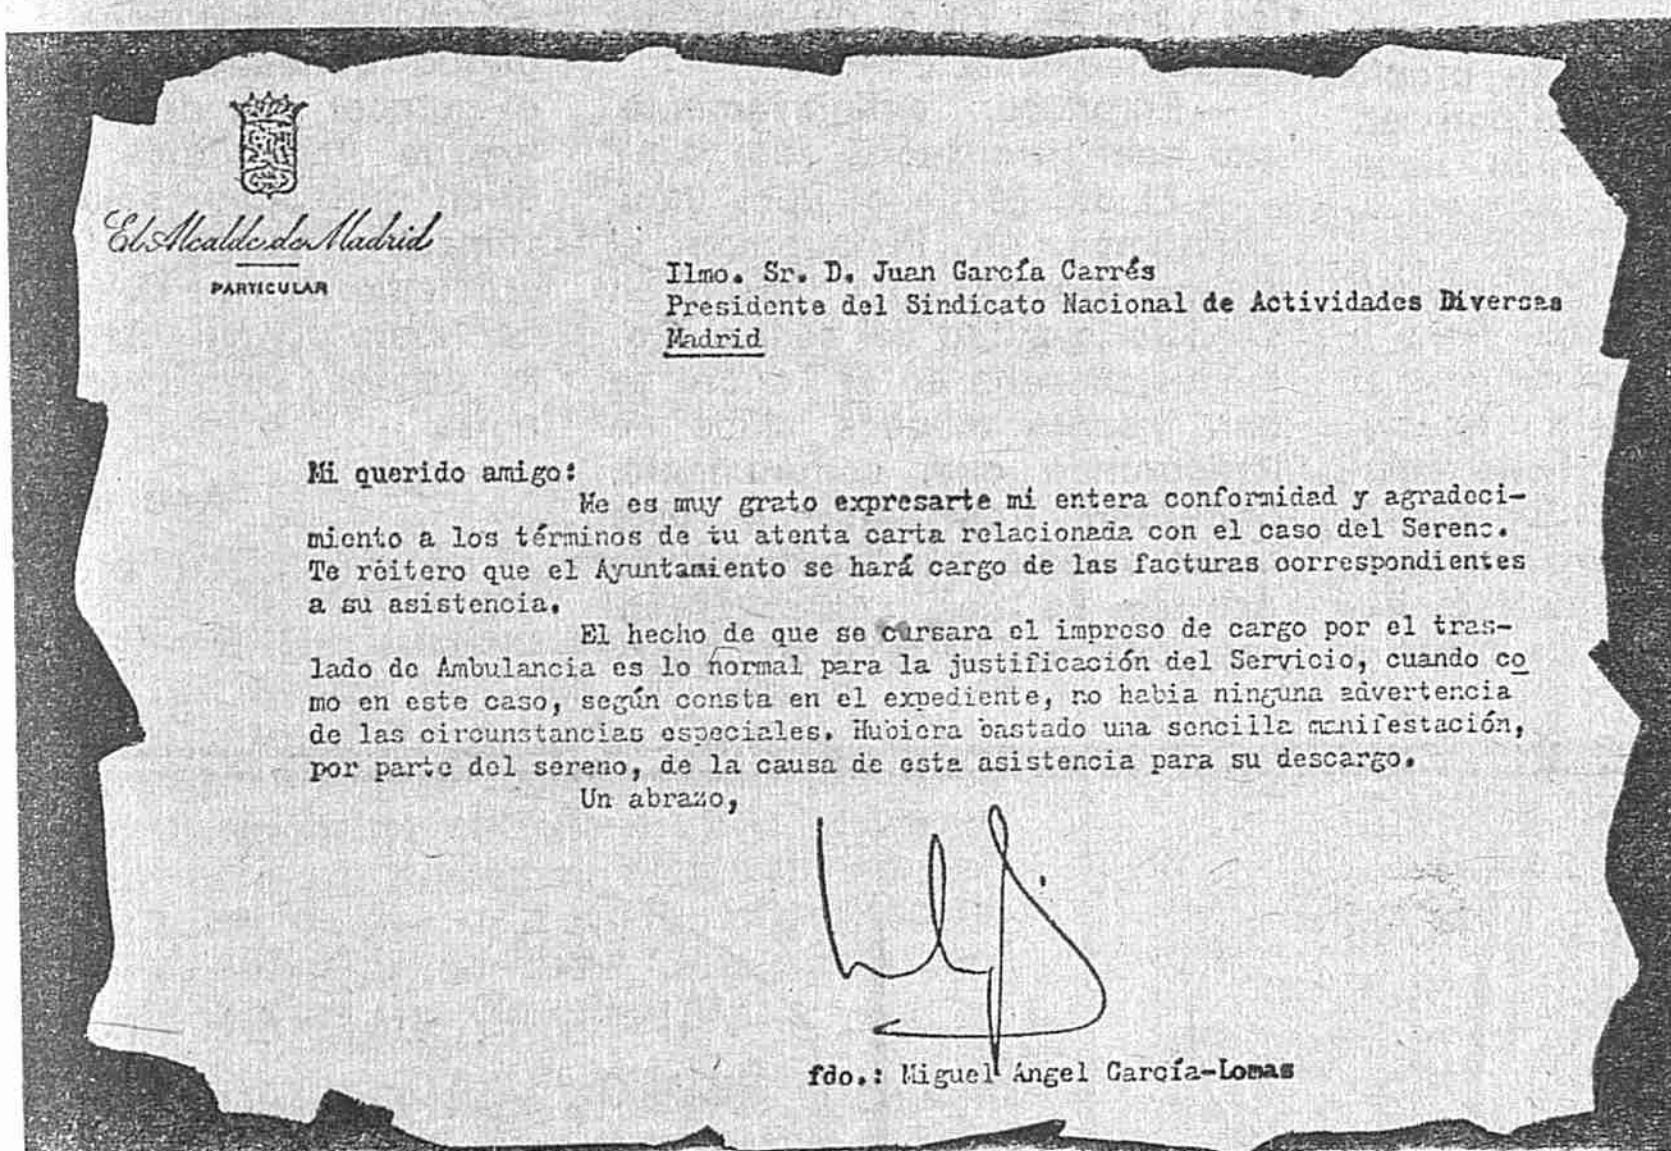 El Alcalde de Madrid
PARTICULAR
Ilmo. Sr. D. Juan García Carrés
Presidente del Sindicato Nacional de Actividades Diversas
Madrid
Mi querido amigo:
Me es muy grato expresarte mi entera conformidad y agradeci-
miento a los términos de tu atenta carta relacionada con el caso del Sereno.
Te reitero que el Ayuntamiento se hará cargo de las facturas correspondientes
a su asistencia.
El hecho de que se cursara el impreso de cargo por el tras-
lado de Ambulancia es lo normal para la justificación del Servicio, cuando co
mo en este caso, según consta en el expediente, no habia ninguna advertencia
de las circunstancias especiales. Hubiera bastado una sencilla manifestación,
por parte del sereno, de la causa de esta asistencia para su descargo.
Un abrazo,
fdo.: Miguel Angel García-Lomas